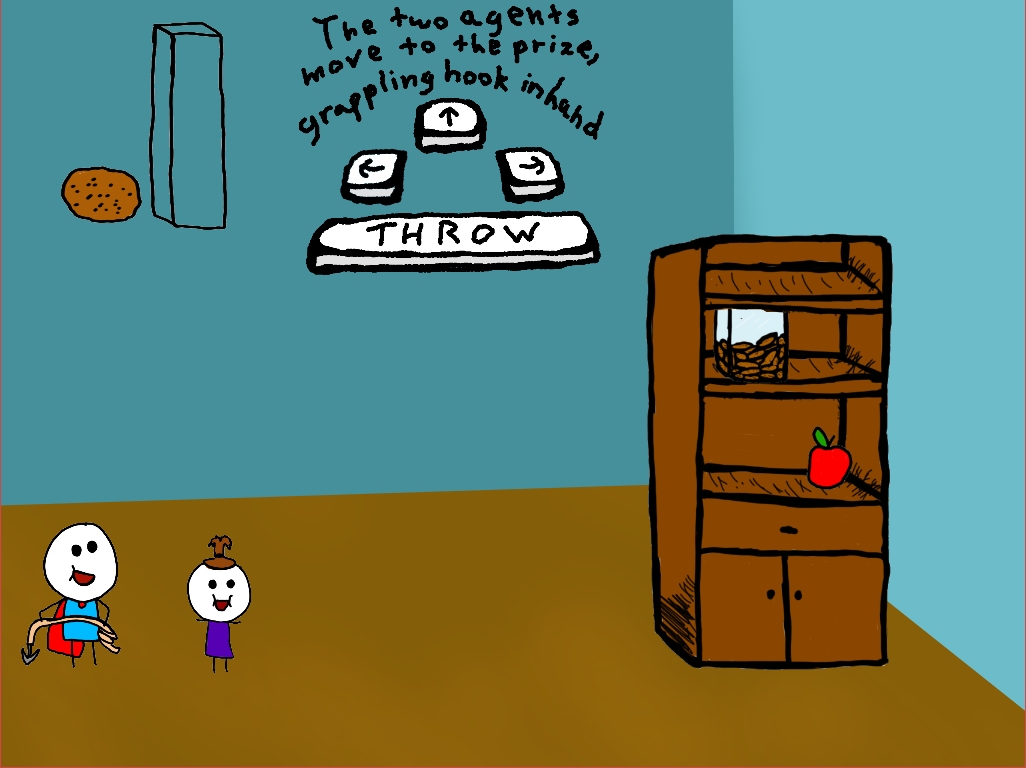 The two agents
move to the prize,
grappling hook in hand
↑
← →
THROW